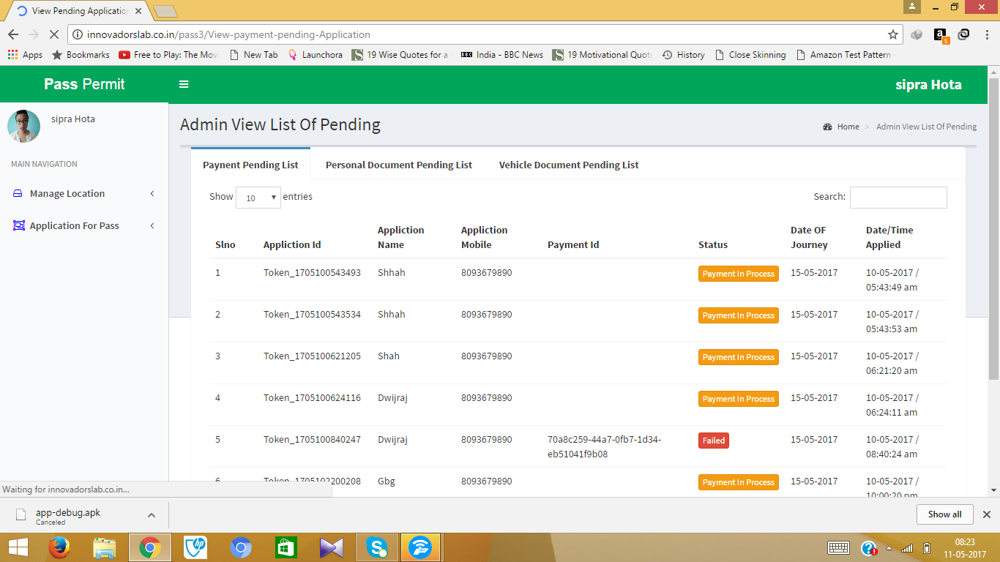 View Pending Application
innovadorslab.co.in/pass3/View-payment-pending-Application
Apps Bookmarks Free to Play: The Mov New Tab Launchora 19 Wise Quotes for a India - BBC News 19 Motivational Quot History Close Skinning Amazon Test Pattern
Pass Permit
sipra Hota
sipra Hota
MAIN NAVIGATION
Manage Location
Application For Pass
Admin View List Of Pending
Home > Admin View List Of Pending
Paynent Pending List Personal Document Pending List Vehicle Document Pending List
Show 10 entries
Search:
Slno Appliction Id Appliction Name Appliction Mobile Payment Id Status Date OF Journey Date/Time Applied
1 Token_1705100543493 Shhah 8093679890 Payment In Process 15-05-2017 10-05-2017 /
05:43:49 am
2 Token_1705100543534 Shhah 8093679890 Payment In Process 15-05-2017 10-05-2017 /
05:43:53 am
3 Token_1705100621205 Shah 8093679890 Payment In Process 15-05-2017 10-05-2017 /
06:21:20 am
4 Token_1705100624116 Dwijraj 8093679890 Payment In Process 15-05-2017 10-05-2017 /
06:24:11 am
5 Token_1705100840247 Dwijraj 8093679890 70a8c259-44a7-0fb7-1d34- Failed 15-05-2017 10-05-2017 /
eb51041f9b08 08:40:24 am
6 Token_1705102200208 Gbg 8093679890 Payment In Process 15-05-2017 10-05-2017 /
10:00:20 pm
Waiting for innovadorslab.co.in...
app-debug.apk
Canceled
Show all
08:23
11-05-2017